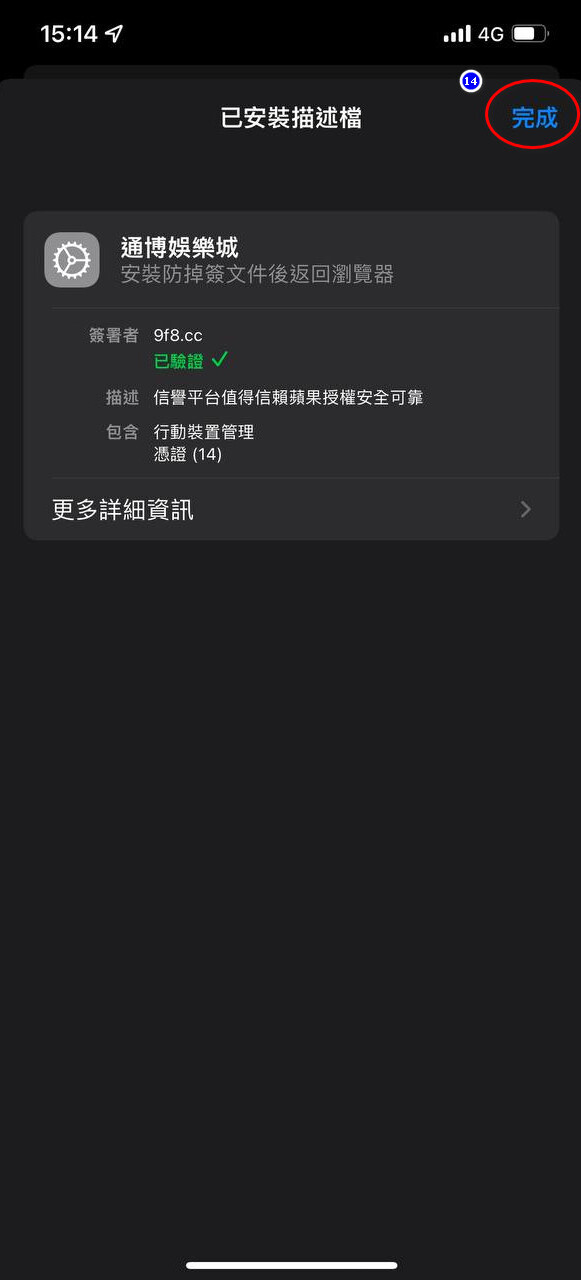 15:14
4G
14
已安裝描述檔
完成
通博娛樂城
安裝防掉簽文件後返回瀏覽器
簽署者 9f8.cc
已驗證
描述 信譽平台值得信賴蘋果授權安全可靠
包含 行動裝置管理
憑證 (14)
更多詳細資訊